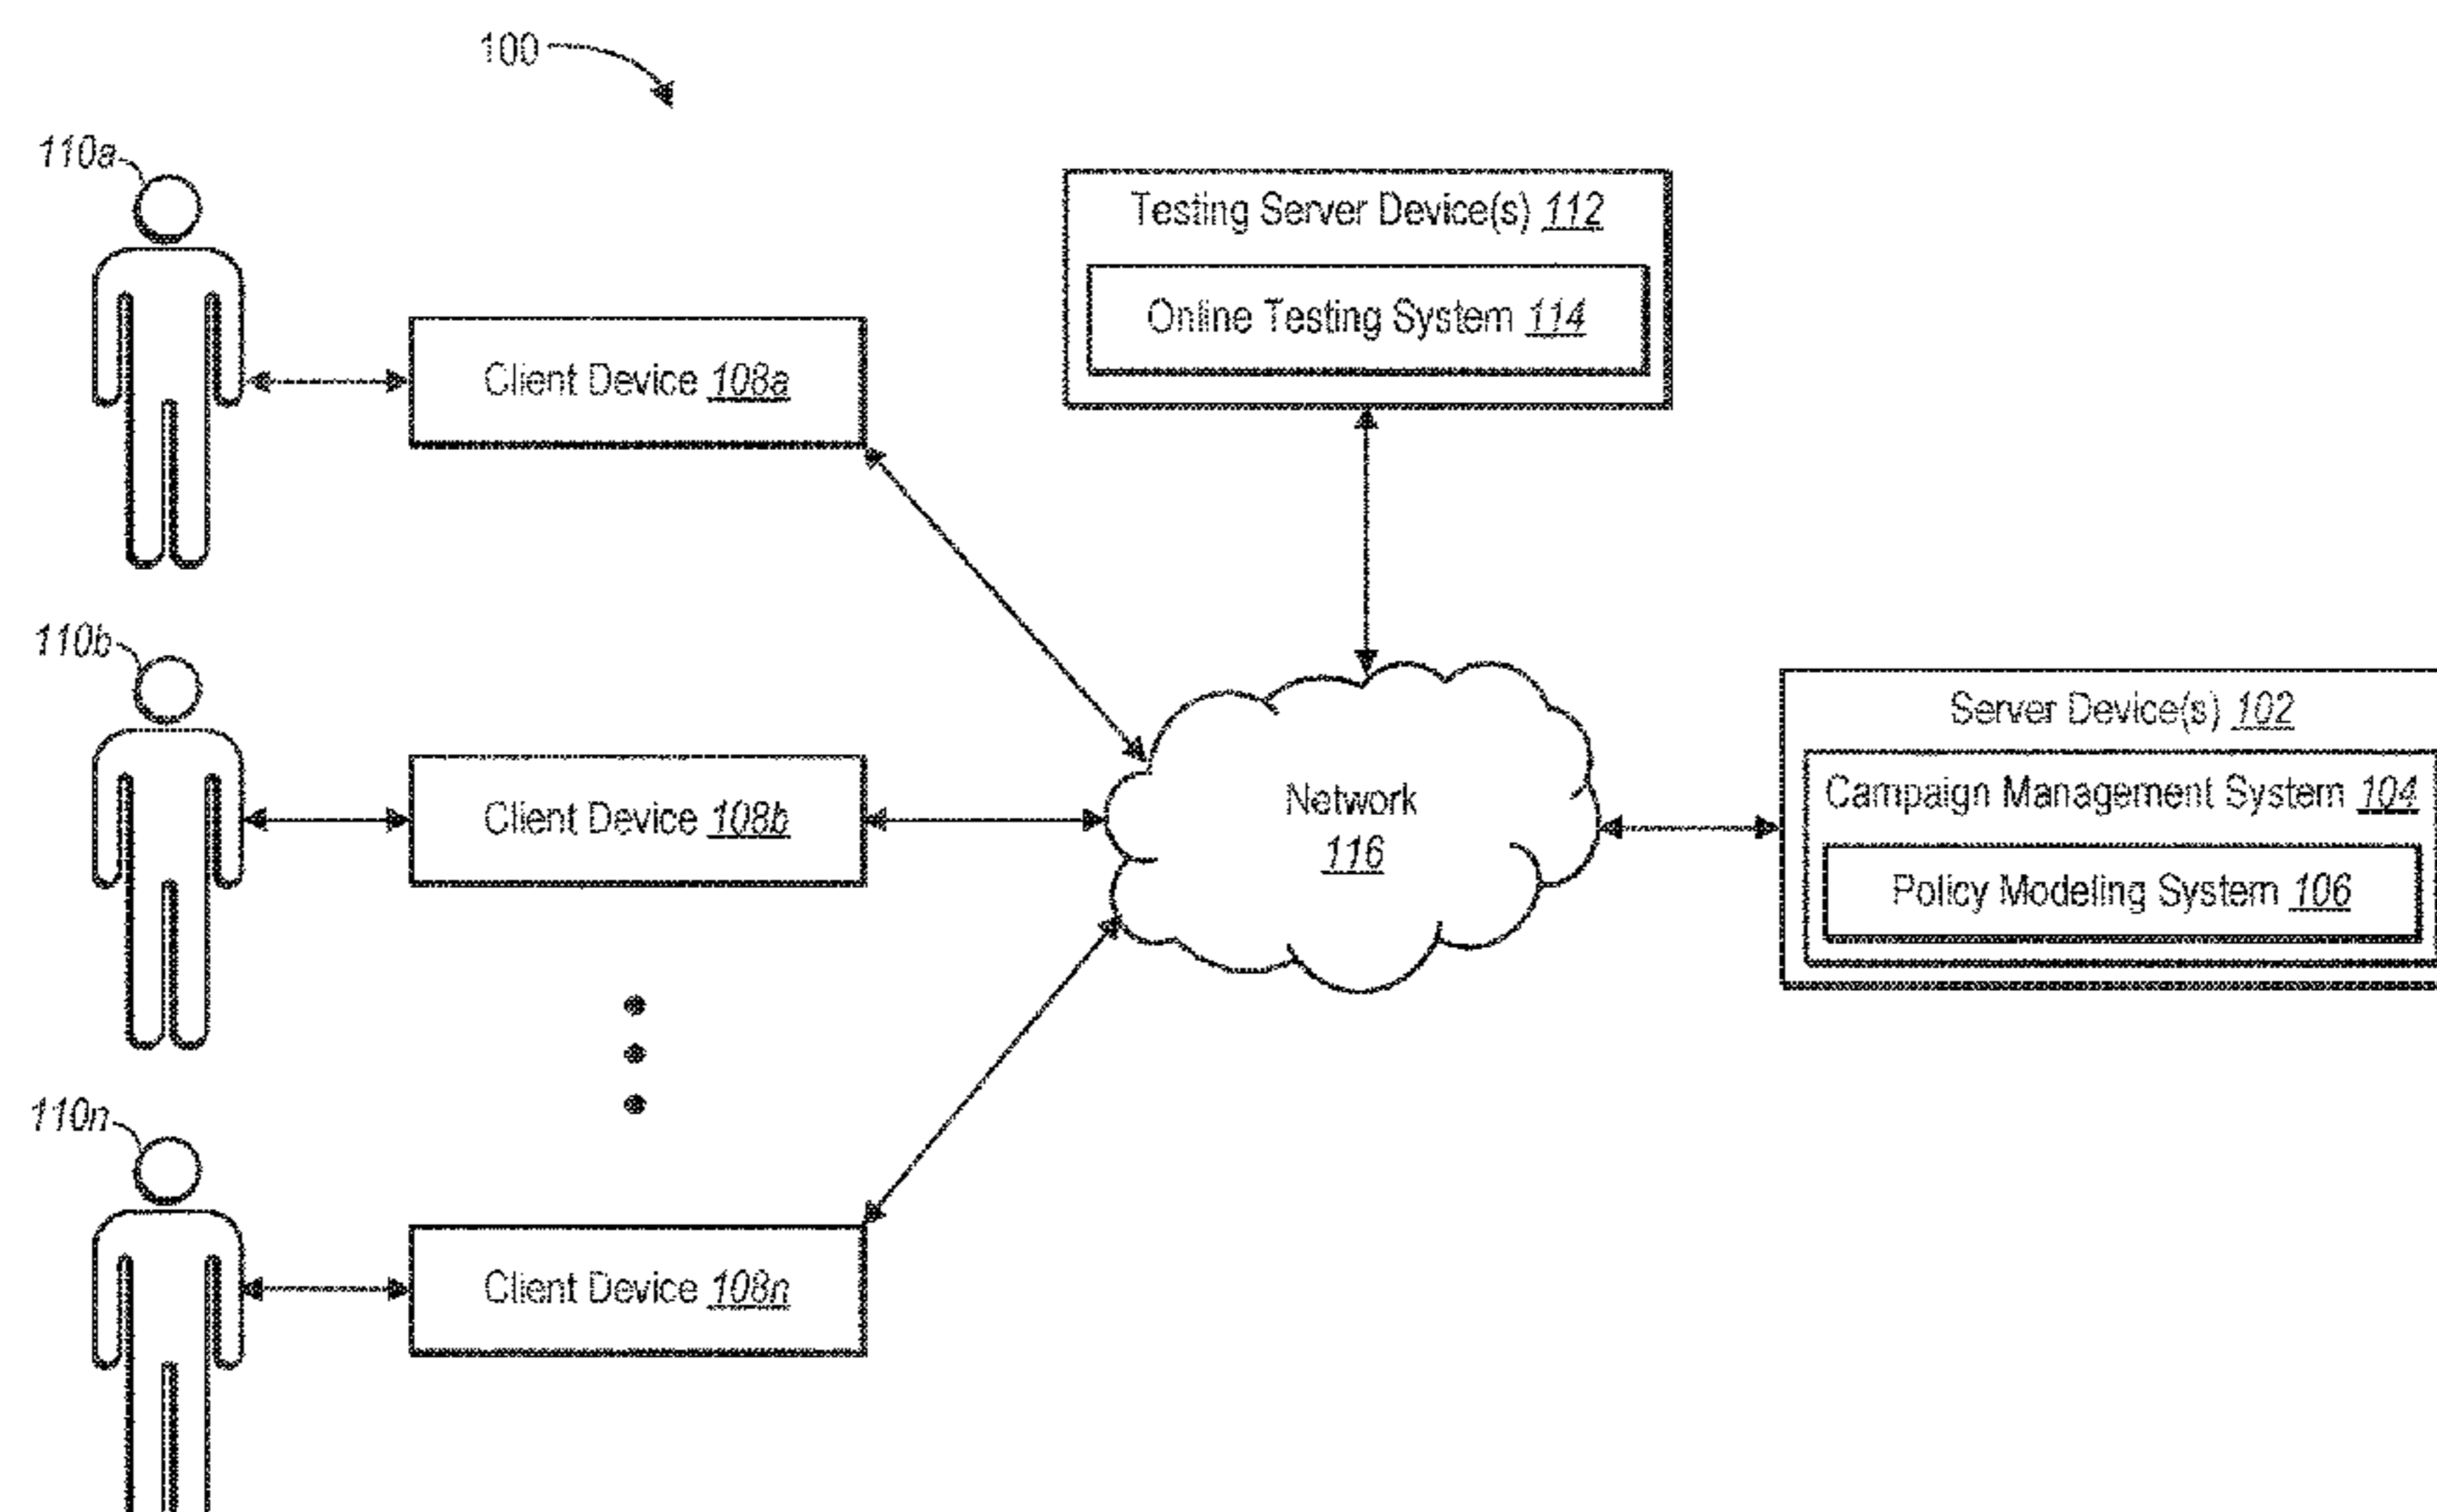 100
110a
Testing Server Device(s) 112
Online Testing System 114
Client Device 108a
110b
Server Device(s) 102
Campaign Management System 104
Policy Modeling System 106
Client Device 108b
Network
116
110n
Client Device 108n